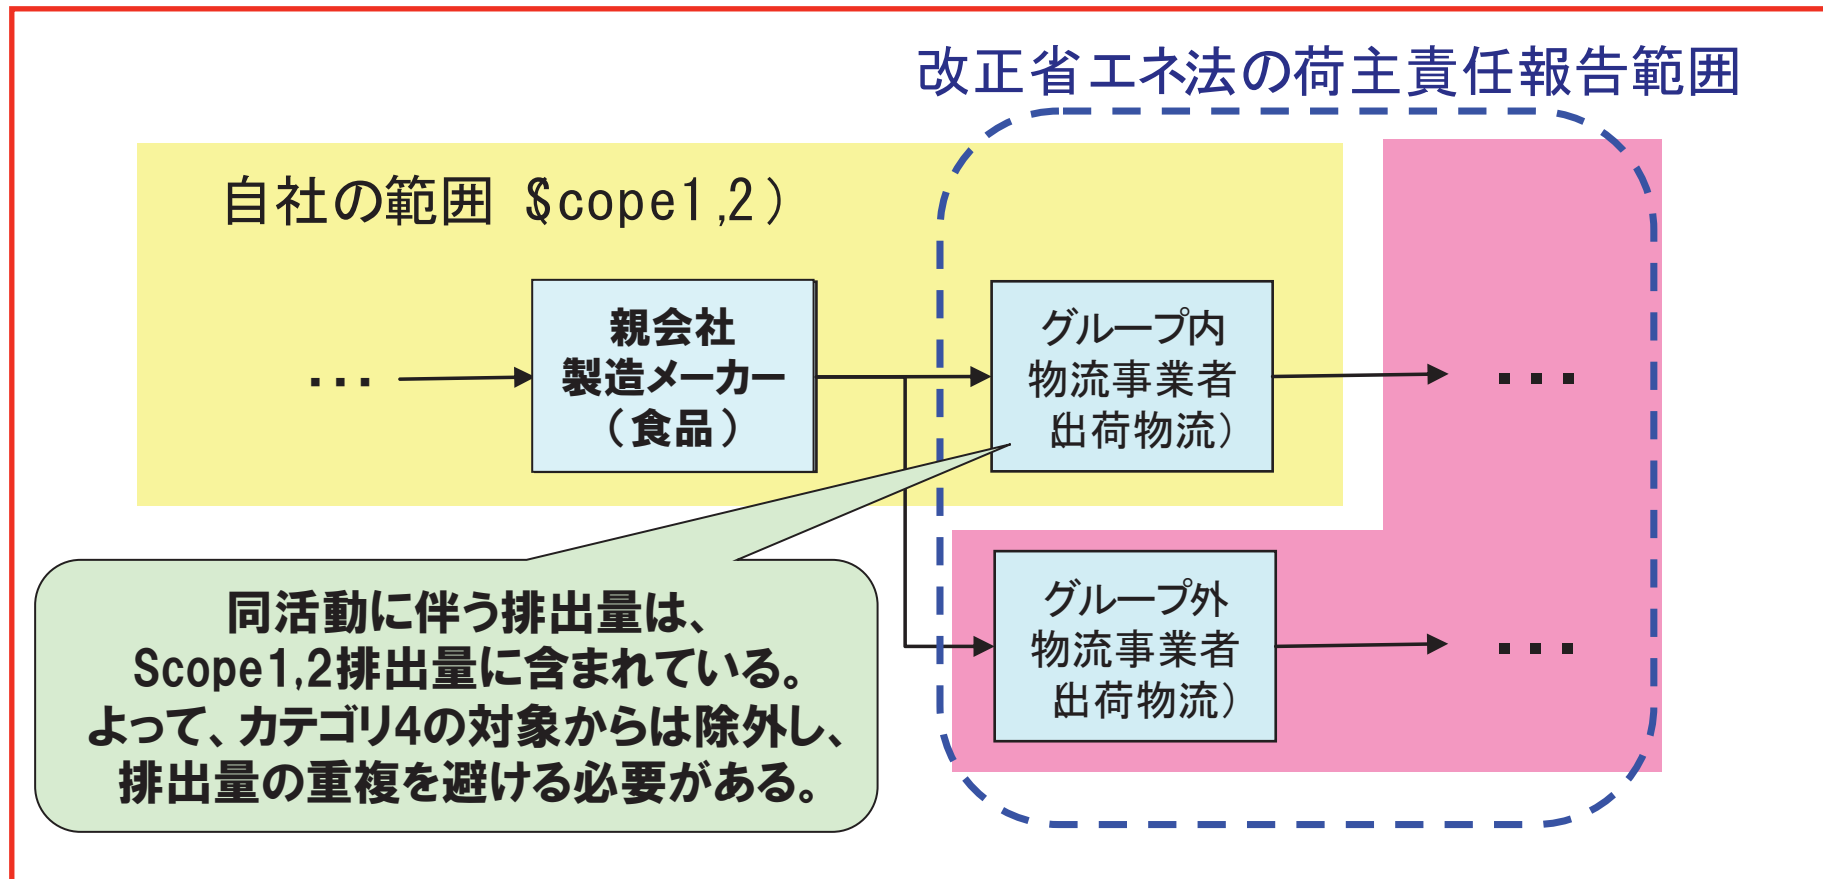 改正省エネ法の荷主責任報告範囲
自社の範囲（Scope1,2）
・・・
親会社
製造メーカー
（食品）
グループ内
物流事業者
（出荷物流）
・・・
グループ外
物流事業者
（出荷物流）
・・・
同活動に伴う排出量は、
Scope1,2排出量に含まれている。
よって、カテゴリ4の対象からは除外し、
排出量の重複を避ける必要がある。